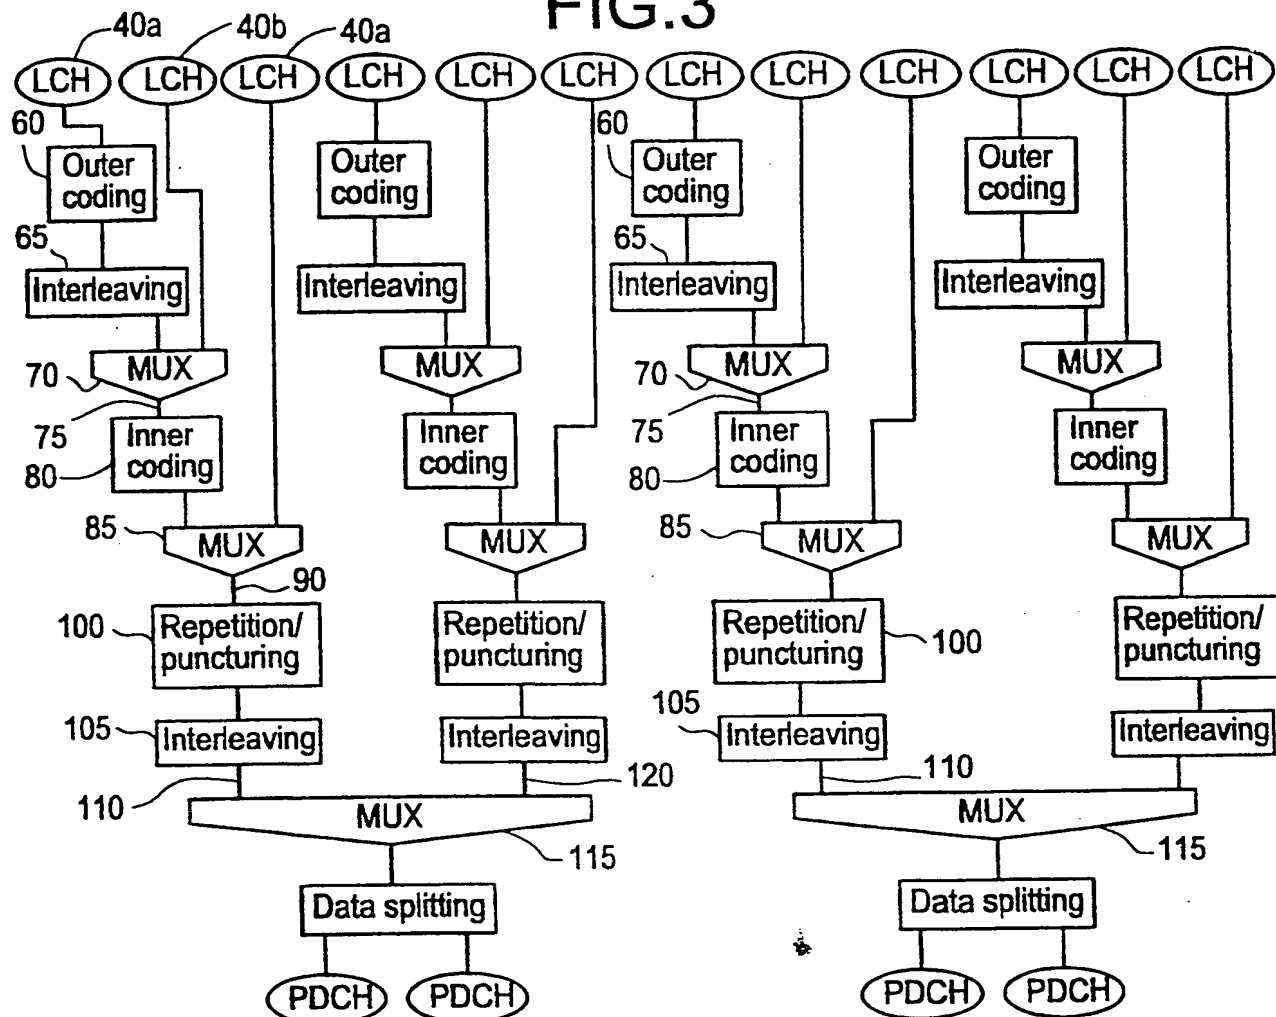 FIG.3
40a 40b 40a
LCH LCH LCH LCH LCH LCH LCH LCH LCH LCH LCH LCH
60 60
Outer Outer Outer Outer
coding coding coding coding
65 65
Interleaving Interleaving Interleaving Interleaving
MUX MUX MUX MUX
70 70
75 75
Inner Inner Inner Inner
coding coding coding coding
80 80
85 85
MUX MUX MUX MUX
90
Repetition/ Repetition/ Repetition/ Repetition/
puncturing puncturing puncturing puncturing
100 100
105 105
Interleaving Interleaving Interleaving Interleaving
110 120 110
MUX MUX
115 115
Data splitting Data splitting
PDCH PDCH PDCH PDCH